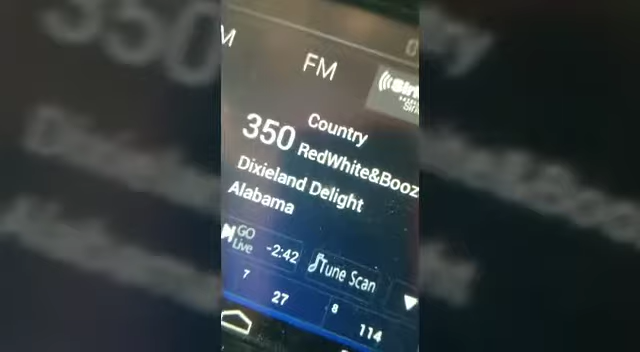 FM
Country
350
RedWhite&Booz
Dixieland Delight
Alabama
GO
Live
-2:42
Tune Scan
7
27
8
114